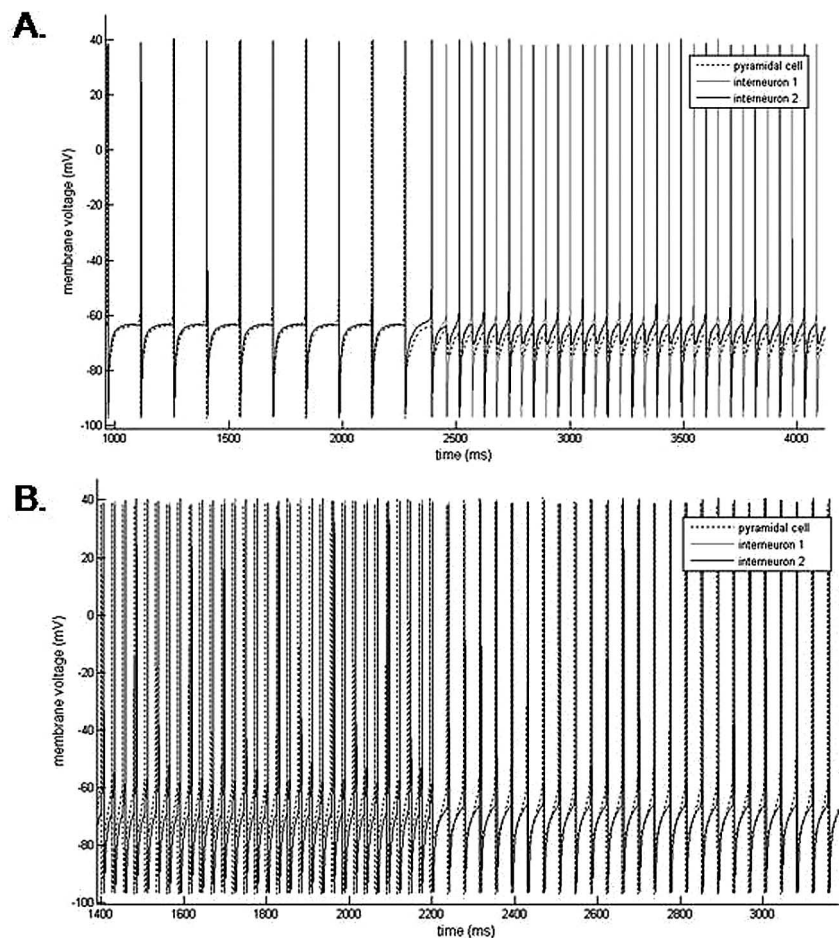 A.
40
20
0
-20
-40
-60
-80
-100
membrane voltage (mV)
pyramidal cell
interneuron 1
interneuron 2
1000 1500 2000 2500 3000 3500 4000
time (ms)
B.
40
20
0
-20
-40
-60
-80
-100
membrane voltage (mV)
pyramidal cell
interneuron 1
interneuron 2
1400 1600 1800 2000 2200 2400 2600 2800 3000
time (ms)